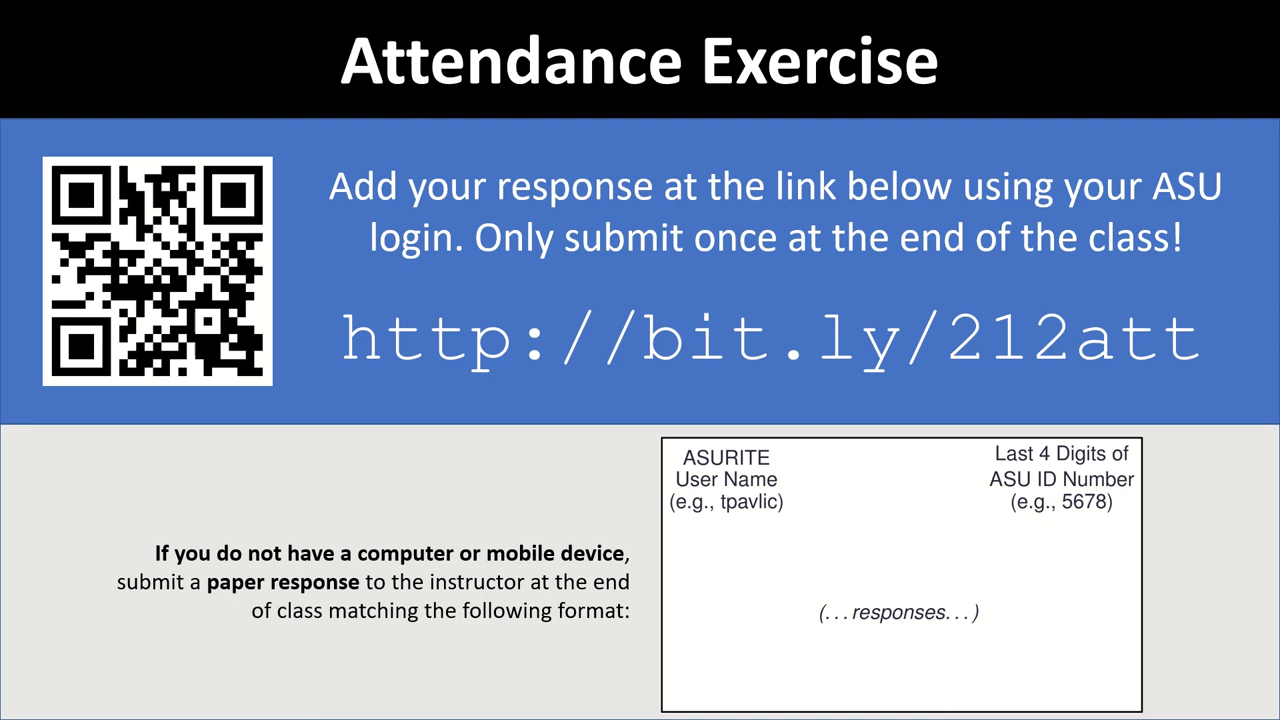 Attendance Exercise
Add your response at the link below using your ASU
login. Only submit once at the end of the class!
http://bit.ly/212att
If you do not have a computer or mobile device,
submit a paper response to the instructor at the end
of class matching the following format:
ASURITE
User Name
(e.g., tpavlic)
Last 4 Digits of
ASU ID Number
(e.g., 5678)
(...responses...)